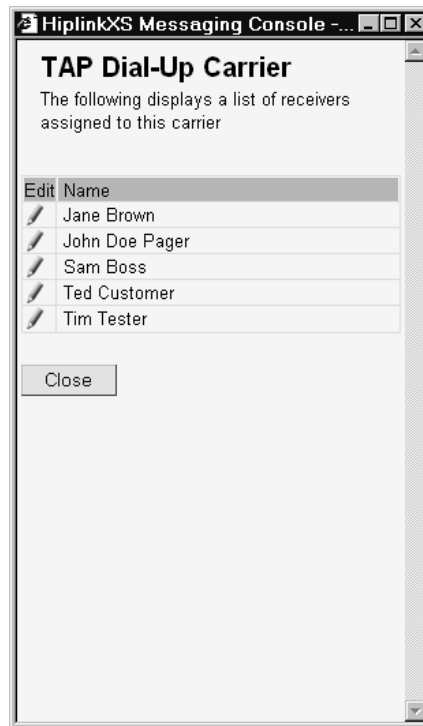 HiplinkXS Messaging Console -...
TAP Dial-Up Carrier
The following displays a list of receivers
assigned to this carrier
Edit Name
Jane Brown
John Doe Pager
Sam Boss
Ted Customer
Tim Tester
Close